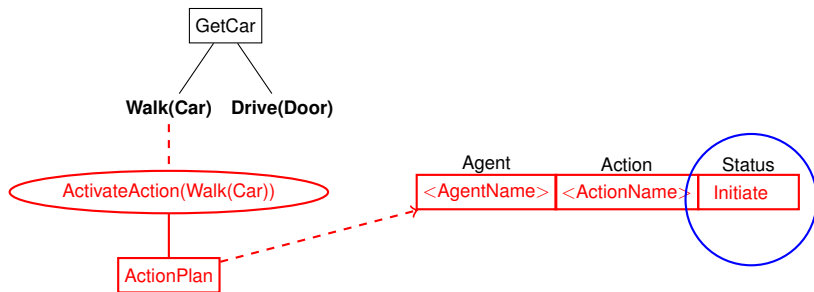 GetCar
Walk(Car) Drive(Door)
Agent Action Status
ActivateAction(Walk(Car)) <AgentName> <ActionName> Initiate
ActionPlan